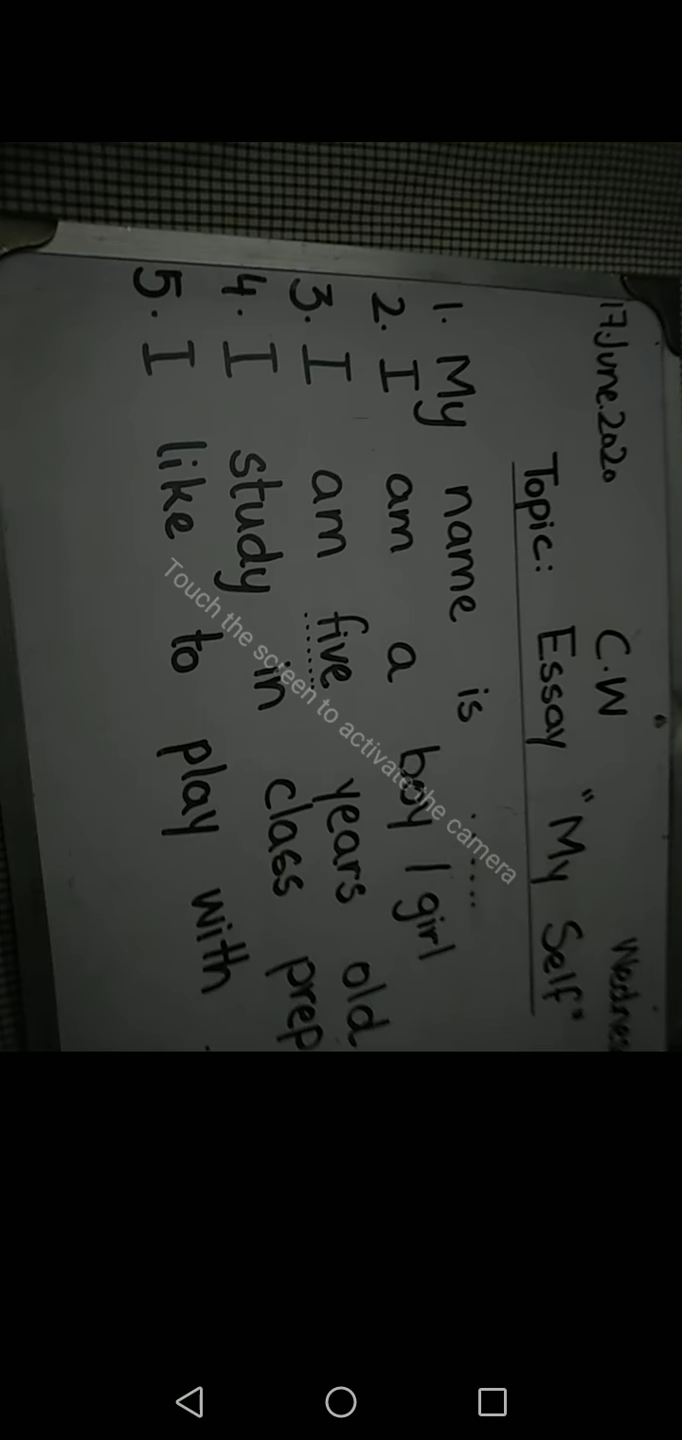 17.June.2020 C.W
Topic: Essay "My Self"
1. My name is ......
2. I am a boy / girl
3. I am five years old
4. I study in class prep
5. I like to play with
Touch the screen to activate the camera